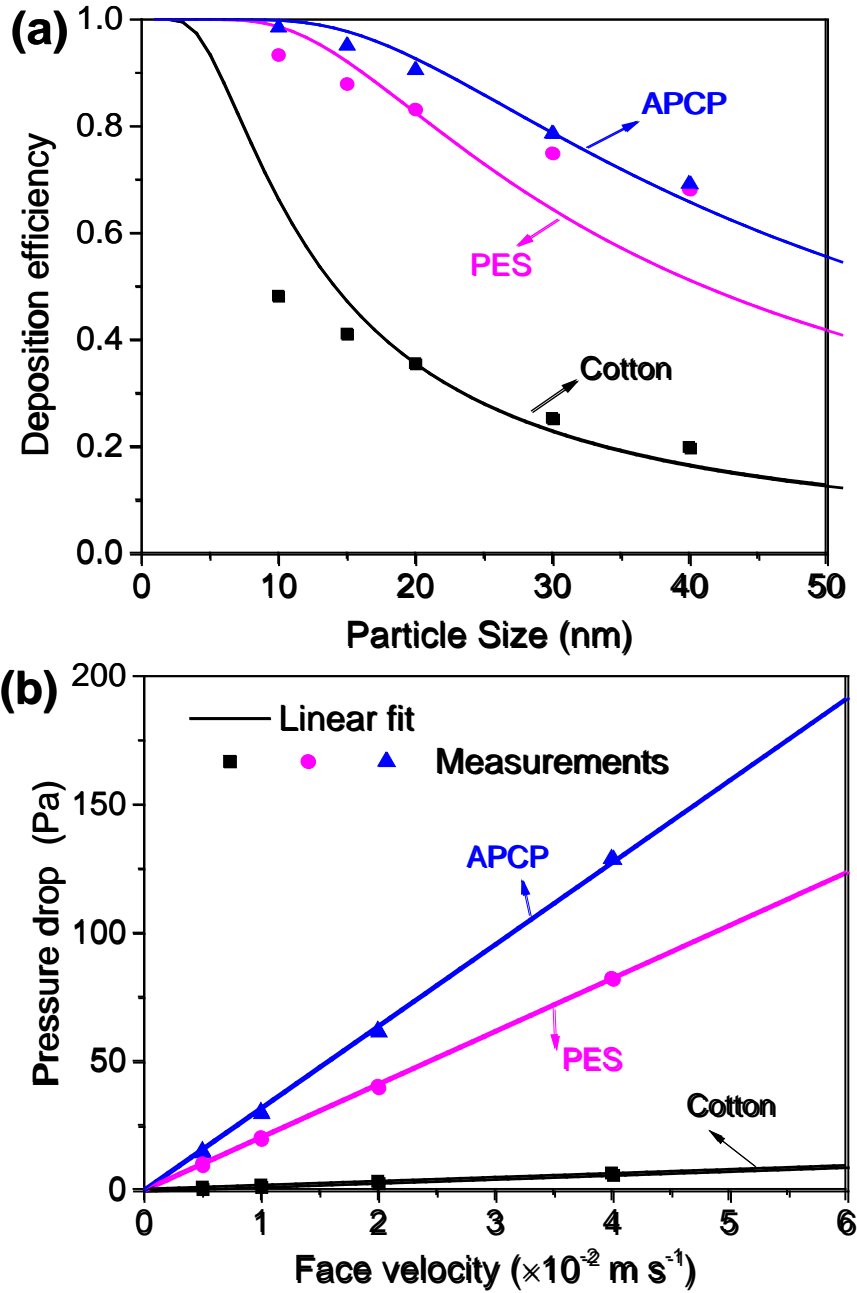 (a)
1.0
0.8
0.6
0.4
0.2
0.0
Deposition efficiency
APCP
PES
Cotton
0 10 20 30 40 50
Particle Size (nm)
(b)
200
150
100
50
0
Pressure drop (Pa)
Linear fit
Measurements
APCP
PES
Cotton
0 1 2 3 4 5 6
Face velocity (×10⁻² m s⁻¹)